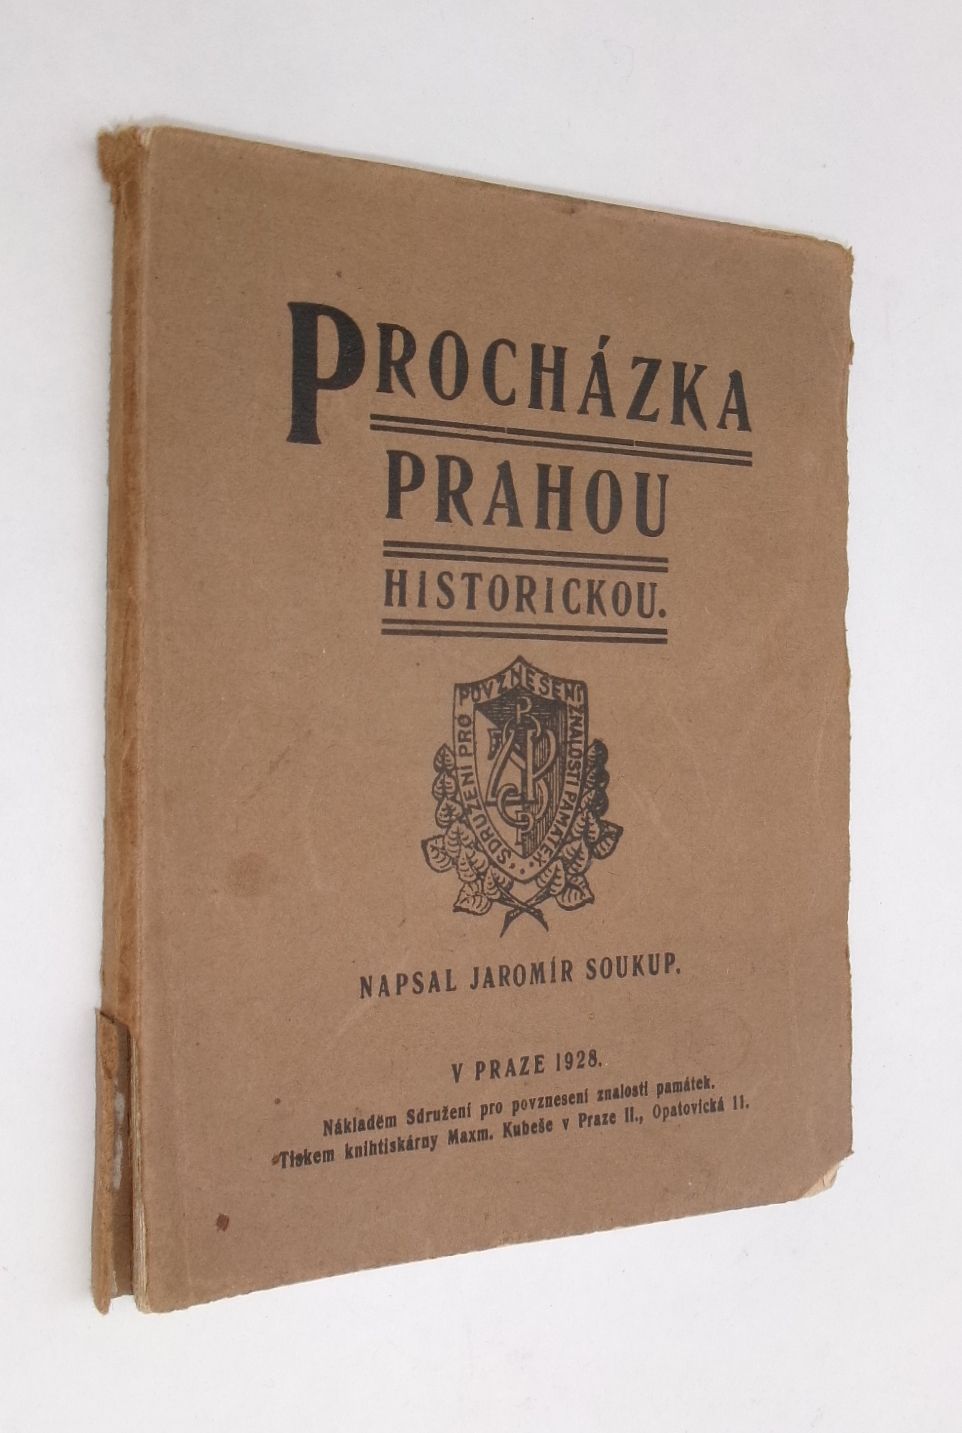 PROCHÁZKA
PRAHOU
HISTORICKOU.
SDRUŽENÍ PRO POVZNESENÍ ZNALOSTI PAMÁTEK
NAPSAL JAROMÍR SOUKUP.
V PRAZE 1928.
Nákladem Sdružení pro povznesení znalosti památek.
Tiskem knihtiskárny Maxm. Kubeše v Praze II., Opatovická 11.